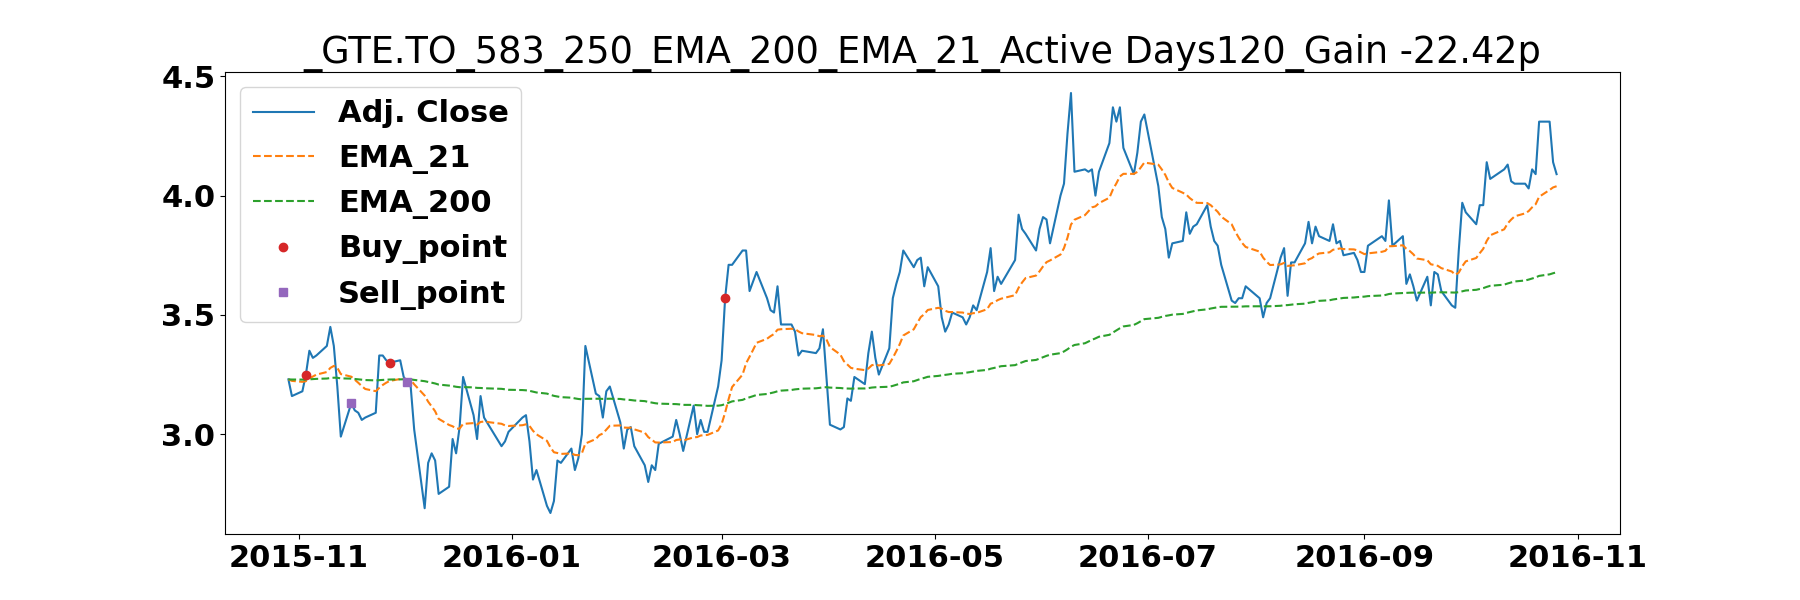 _GTE.TO_583_250_EMA_200_EMA_21_Active Days120_Gain -22.42p
4.5
4.0
3.5
3.0
Adj. Close
EMA_21
EMA_200
Buy_point
Sell_point
2015-11 2016-01 2016-03 2016-05 2016-07 2016-09 2016-11